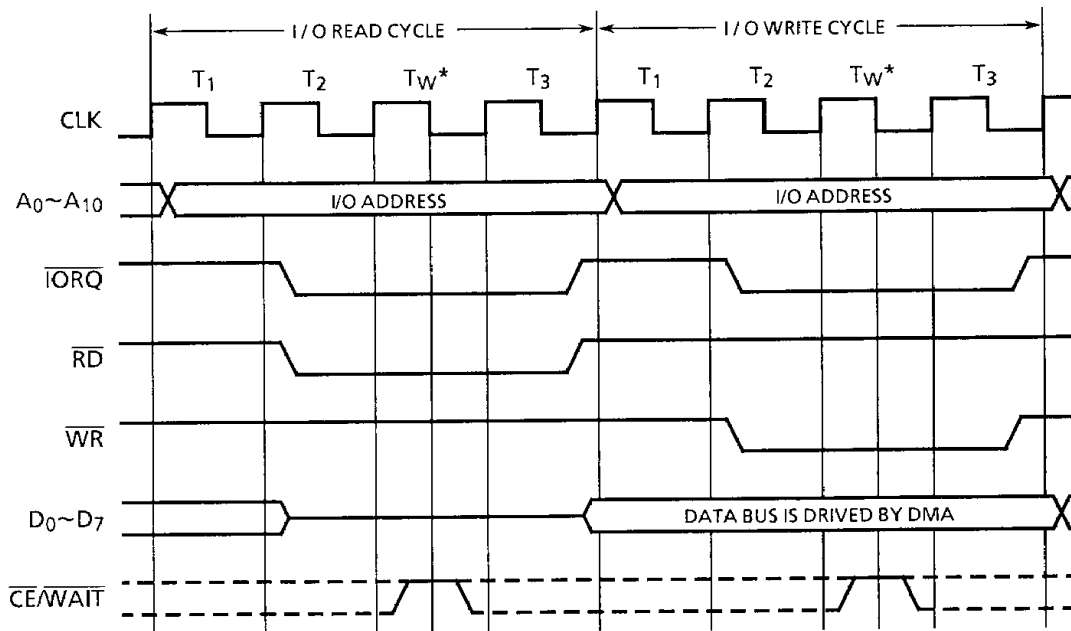 I/O READ CYCLE I/O WRITE CYCLE
T1 T2 TW* T3 T1 T2 TW* T3
CLK
A0~A10 I/O ADDRESS I/O ADDRESS
IORQ
RD
WR
D0~D7 DATA BUS IS DRIVED BY DMA
CE/WAIT